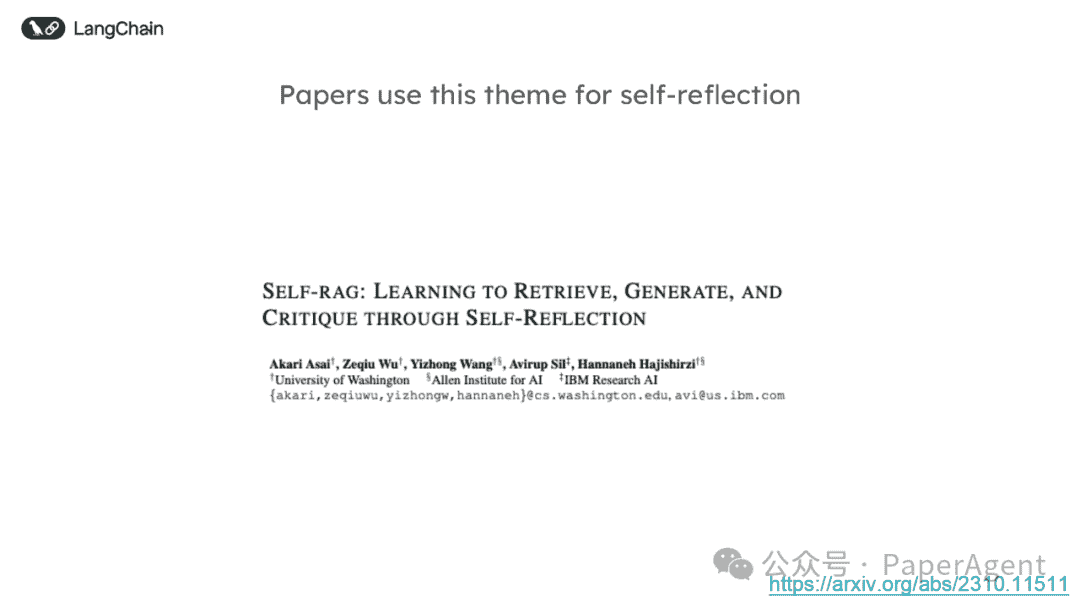 LangChain
Papers use this theme for self-reflection
SELF-RAG: LEARNING TO RETRIEVE, GENERATE, AND
CRITIQUE THROUGH SELF-REFLECTION
Akari Asai†, Zeqiu Wu†, Yizhong Wang†§, Avirup Sil‡, Hannaneh Hajishirzi†§
†University of Washington §Allen Institute for AI ‡IBM Research AI
{akari,zeqiuwu,yizhongw,hannaneh}@cs.washington.edu, avi@us.ibm.com
公众号 · PaperAgent
https://arxiv.org/abs/2310.11511